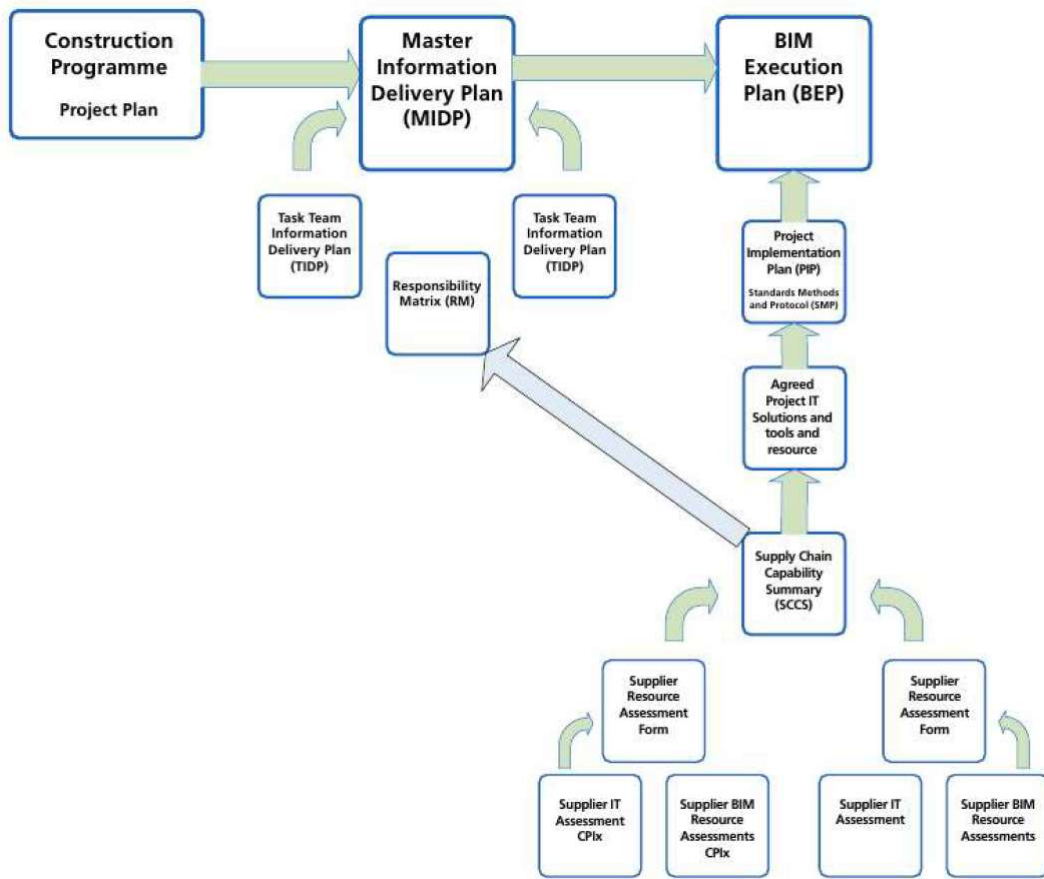 Construction
Programme
Project Plan
Master
Information
Delivery Plan
(MIDP)
BIM
Execution
Plan (BEP)
Task Team
Information
Delivery Plan
(TIDP)
Responsibility
Matrix (RM)
Task Team
Information
Delivery Plan
(TIDP)
Project
Implementation
Plan (PIP)
Standards Methods
and Protocol (SMP)
Agreed
Project IT
Solutions and
tools and
resource
Supply Chain
Capability
Summary
(SCCS)
Supplier
Resource
Assessment
Form
Supplier
Resource
Assessment
Form
Supplier IT
Assessment
CPIx
Supplier BIM
Resource
Assessments
CPIx
Supplier IT
Assessment
Supplier BIM
Resource
Assessments